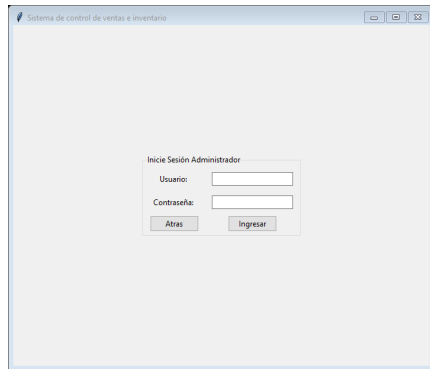 Sistema de control de ventas e inventario
Inicie Sesión Administrador
Usuario:
Contraseña:
Atras Ingresar